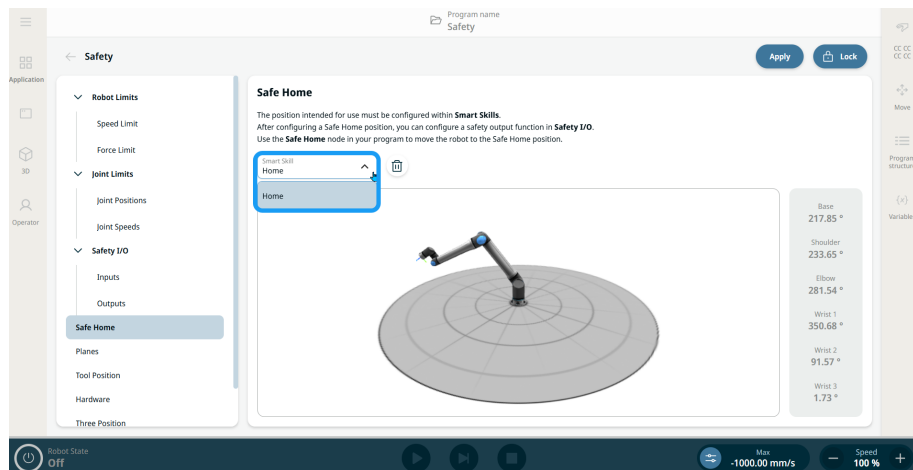 Program name
Safety
Application
3D
Operator
Safety
Apply
Lock
Robot Limits
Speed Limit
Force Limit
Joint Limits
Joint Positions
Joint Speeds
Safety I/O
Inputs
Outputs
Safe Home
Planes
Tool Position
Hardware
Three Position
Safe Home
The position intended for use must be configured within Smart Skills.
After configuring a Safe Home position, you can configure a safety output function in Safety I/O.
Use the Safe Home node in your program to move the robot to the Safe Home position.
Smart Skill
Home
Home
Base
217.85 °
Shoulder
233.65 °
Elbow
281.54 °
Wrist 1
350.68 °
Wrist 2
91.57 °
Wrist 3
1.73 °
CC CC
CC CC
Move
Program
structur
{x}
Variable
Robot State
Off
Max
-1000.00 mm/s
Speed
100 %